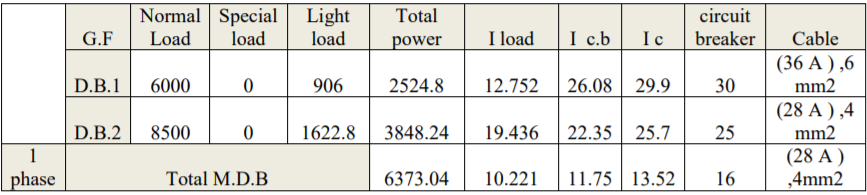 G.F Normal Load Special load Light load Total power I load I c.b I c circuit breaker Cable
D.B.1 6000 0 906 2524.8 12.752 26.08 29.9 30 (36 A ) ,6 mm2
D.B.2 8500 0 1622.8 3848.24 19.436 22.35 25.7 25 (28 A ) ,4 mm2
1 phase Total M.D.B 6373.04 10.221 11.75 13.52 16 (28 A ) ,4mm2